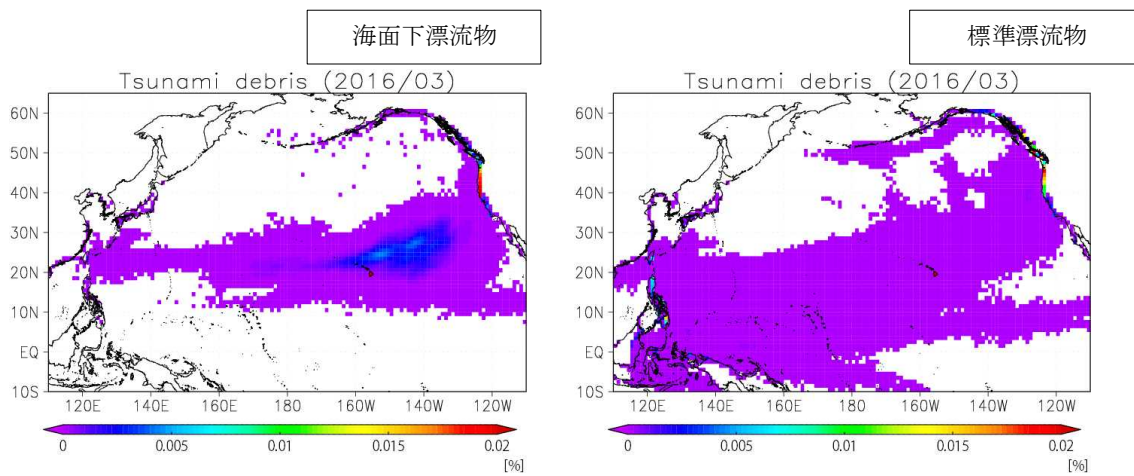 海面下漂流物
Tsunami debris (2016/03)
60N
50N
40N
30N
20N
10N
EQ
10S
120E
140E
160E
180
160W
140W
120W
0
0.005
0.01
0.015
0.02
[%]
標準漂流物
Tsunami debris (2016/03)
60N
50N
40N
30N
20N
10N
EQ
10S
120E
140E
160E
180
160W
140W
120W
0
0.005
0.01
0.015
0.02
[%]